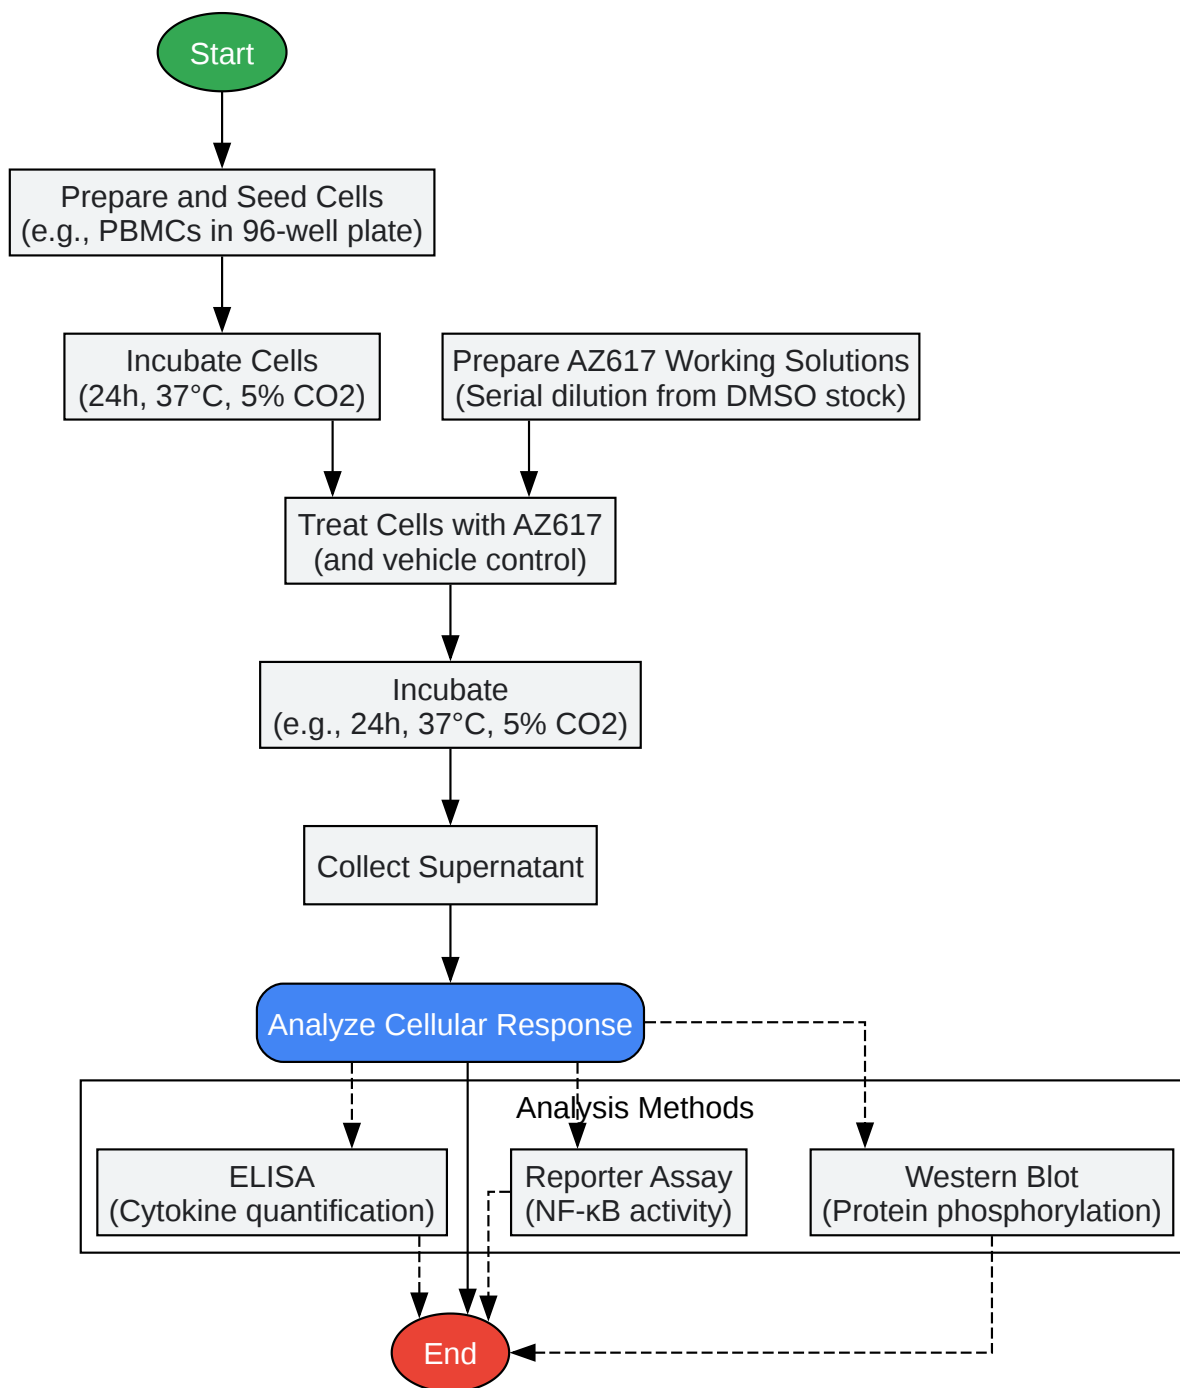 Start
Prepare and Seed Cells
(e.g., PBMCs in 96-well plate)
Incubate Cells
(24h, 37°C, 5% CO2)
Prepare AZ617 Working Solutions
(Serial dilution from DMSO stock)
Treat Cells with AZ617
(and vehicle control)
Incubate
(e.g., 24h, 37°C, 5% CO2)
Collect Supernatant
Analyze Cellular Response
Analysis Methods
ELISA
(Cytokine quantification)
Reporter Assay
(NF-κB activity)
Western Blot
(Protein phosphorylation)
End